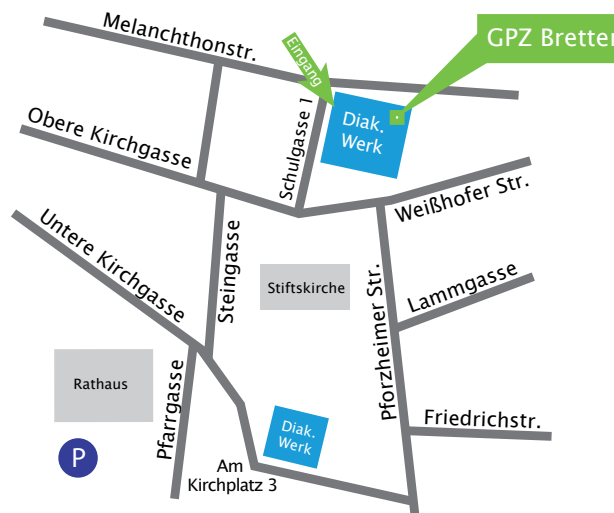 Melanchthonstr.
Eingang
GPZ Bretten
Obere Kirchgasse
Schulgasse 1
Diak.
Werk
Weißhofer Str.
Untere Kirchgasse
Steingasse
Stiftskirche
Pforzheimer Str.
Lammgasse
Rathaus
Pfarrgasse
Diak.
Werk
Friedrichstr.
P
Am
Kirchplatz 3